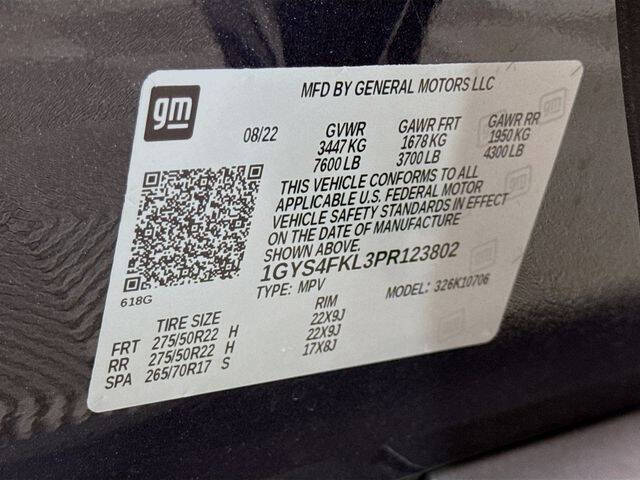 gm
MFD BY GENERAL MOTORS LLC
08/22 GVWR GAWR FRT GAWR RR
3447 KG 1678 KG 1950 KG
7600 LB 3700 LB 4300 LB
THIS VEHICLE CONFORMS TO ALL
APPLICABLE U.S. FEDERAL MOTOR
VEHICLE SAFETY STANDARDS IN EFFECT
ON THE DATE OF MANUFACTURE
SHOWN ABOVE.
1GYS4FKL3PR123802
618G TYPE: MPV MODEL: 326K10706
TIRE SIZE RIM
FRT 275/50R22 H 22X9J
RR 275/50R22 H 22X9J
SPA 265/70R17 S 17X8J